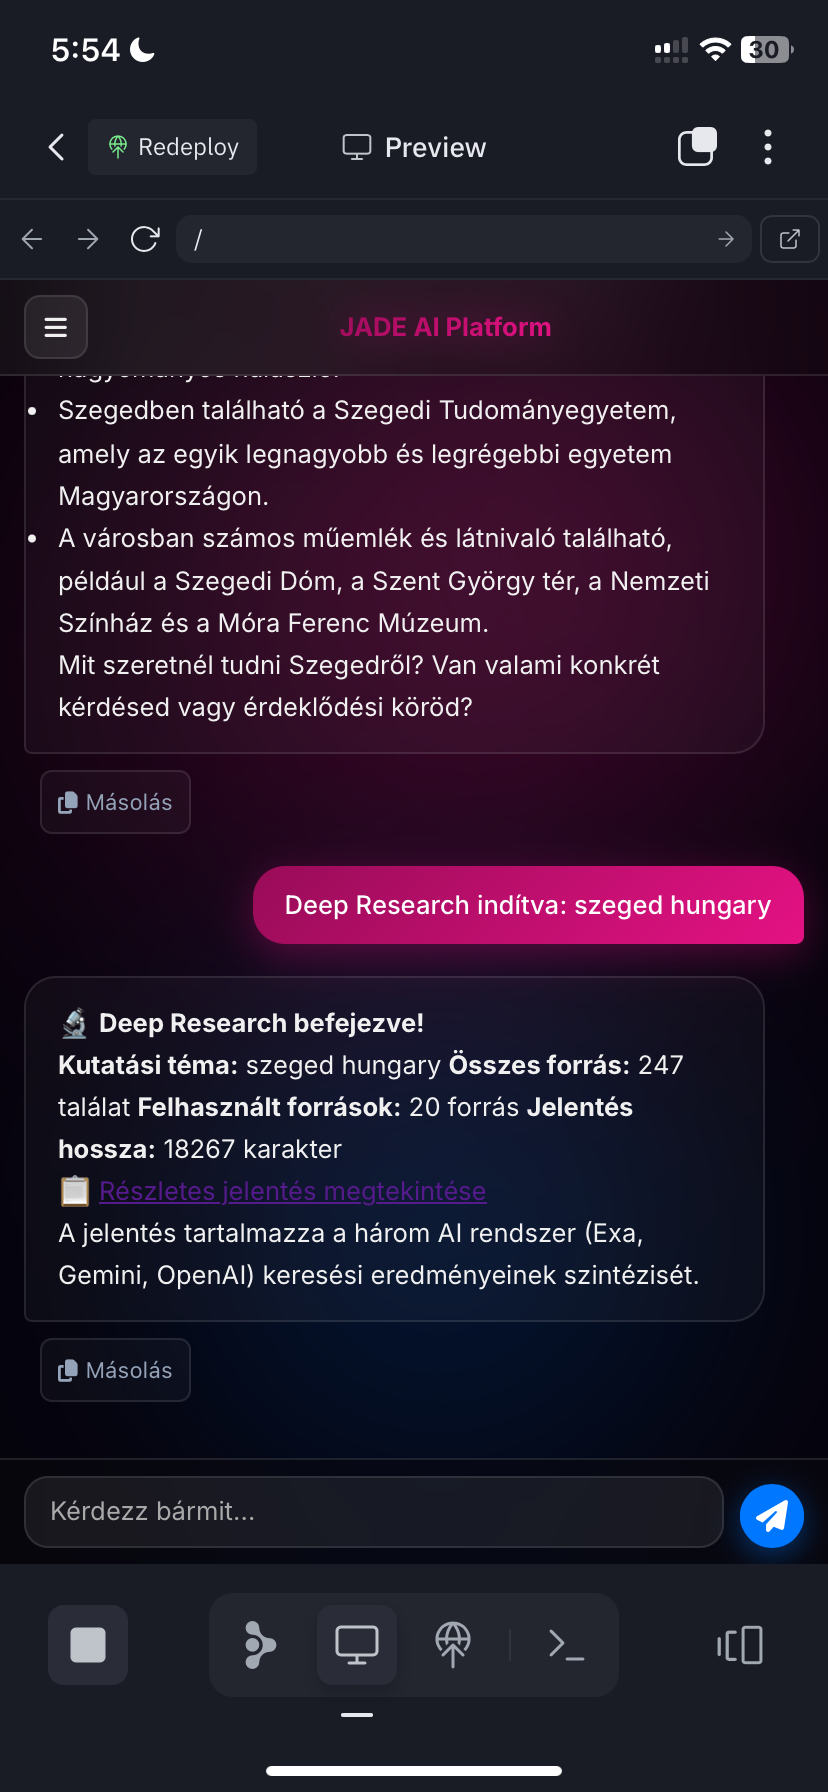 5:54
30
Redeploy
Preview
/
JADE AI Platform
• Szegedben található a Szegedi Tudományegyetem,
amely az egyik legnagyobb és legrégebbi egyetem
Magyarországon.
• A városban számos műemlék és látnivaló található,
például a Szegedi Dóm, a Szent György tér, a Nemzeti
Színház és a Móra Ferenc Múzeum.
Mit szeretnél tudni Szegedről? Van valami konkrét
kérdésed vagy érdeklődési köröd?
Másolás
Deep Research indítva: szeged hungary
🔬 Deep Research befejezve!
Kutatási téma: szeged hungary Összes forrás: 247
találat Felhasznált források: 20 forrás Jelentés
hossza: 18267 karakter
📋 Részletes jelentés megtekintése
A jelentés tartalmazza a három AI rendszer (Exa,
Gemini, OpenAI) keresési eredményeinek szintézisét.
Másolás
Kérdezz bármit...